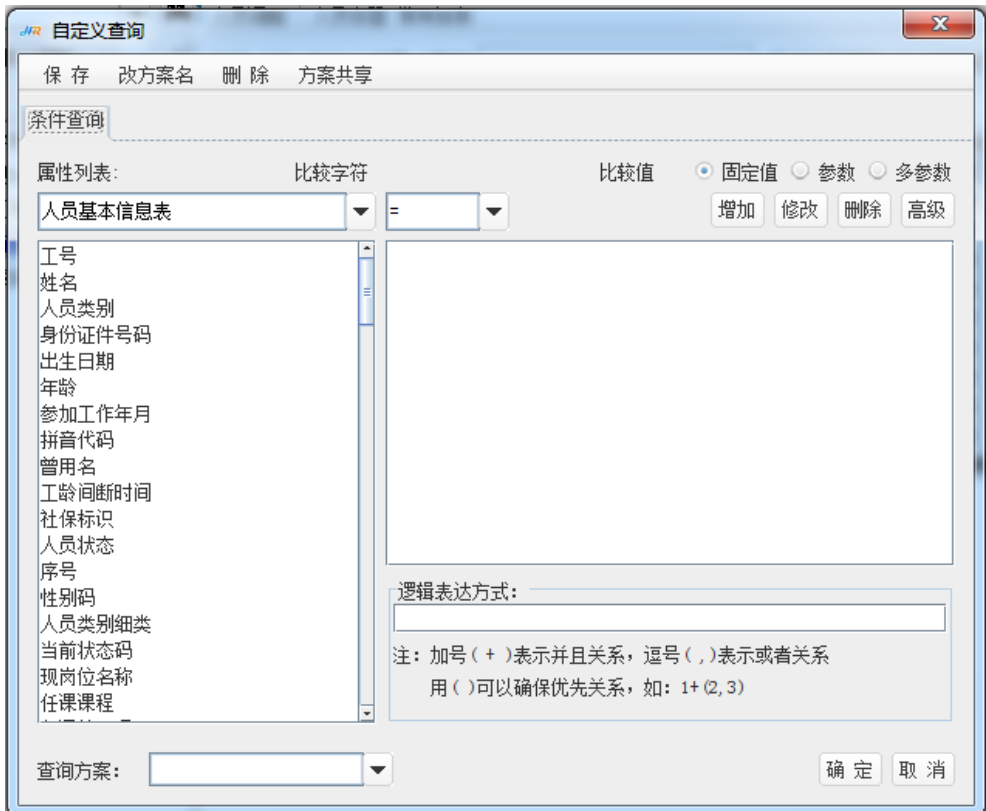 HR 自定义查询
保 存 改方案名 删 除 方案共享
条件查询
属性列表: 比较字符 比较值 固定值 参数 多参数
人员基本信息表 = 增加 修改 删除 高级
工号
姓名
人员类别
身份证件号码
出生日期
年龄
参加工作年月
拼音代码
曾用名
工龄间断时间
社保标识
人员状态
序号
性别码
人员类别细类
当前状态码
现岗位名称
任课课程
逻辑表达方式：
注：加号( + )表示并且关系，逗号( , )表示或者关系
用( )可以确保优先关系，如：1+(2,3)
查询方案： 确 定 取 消